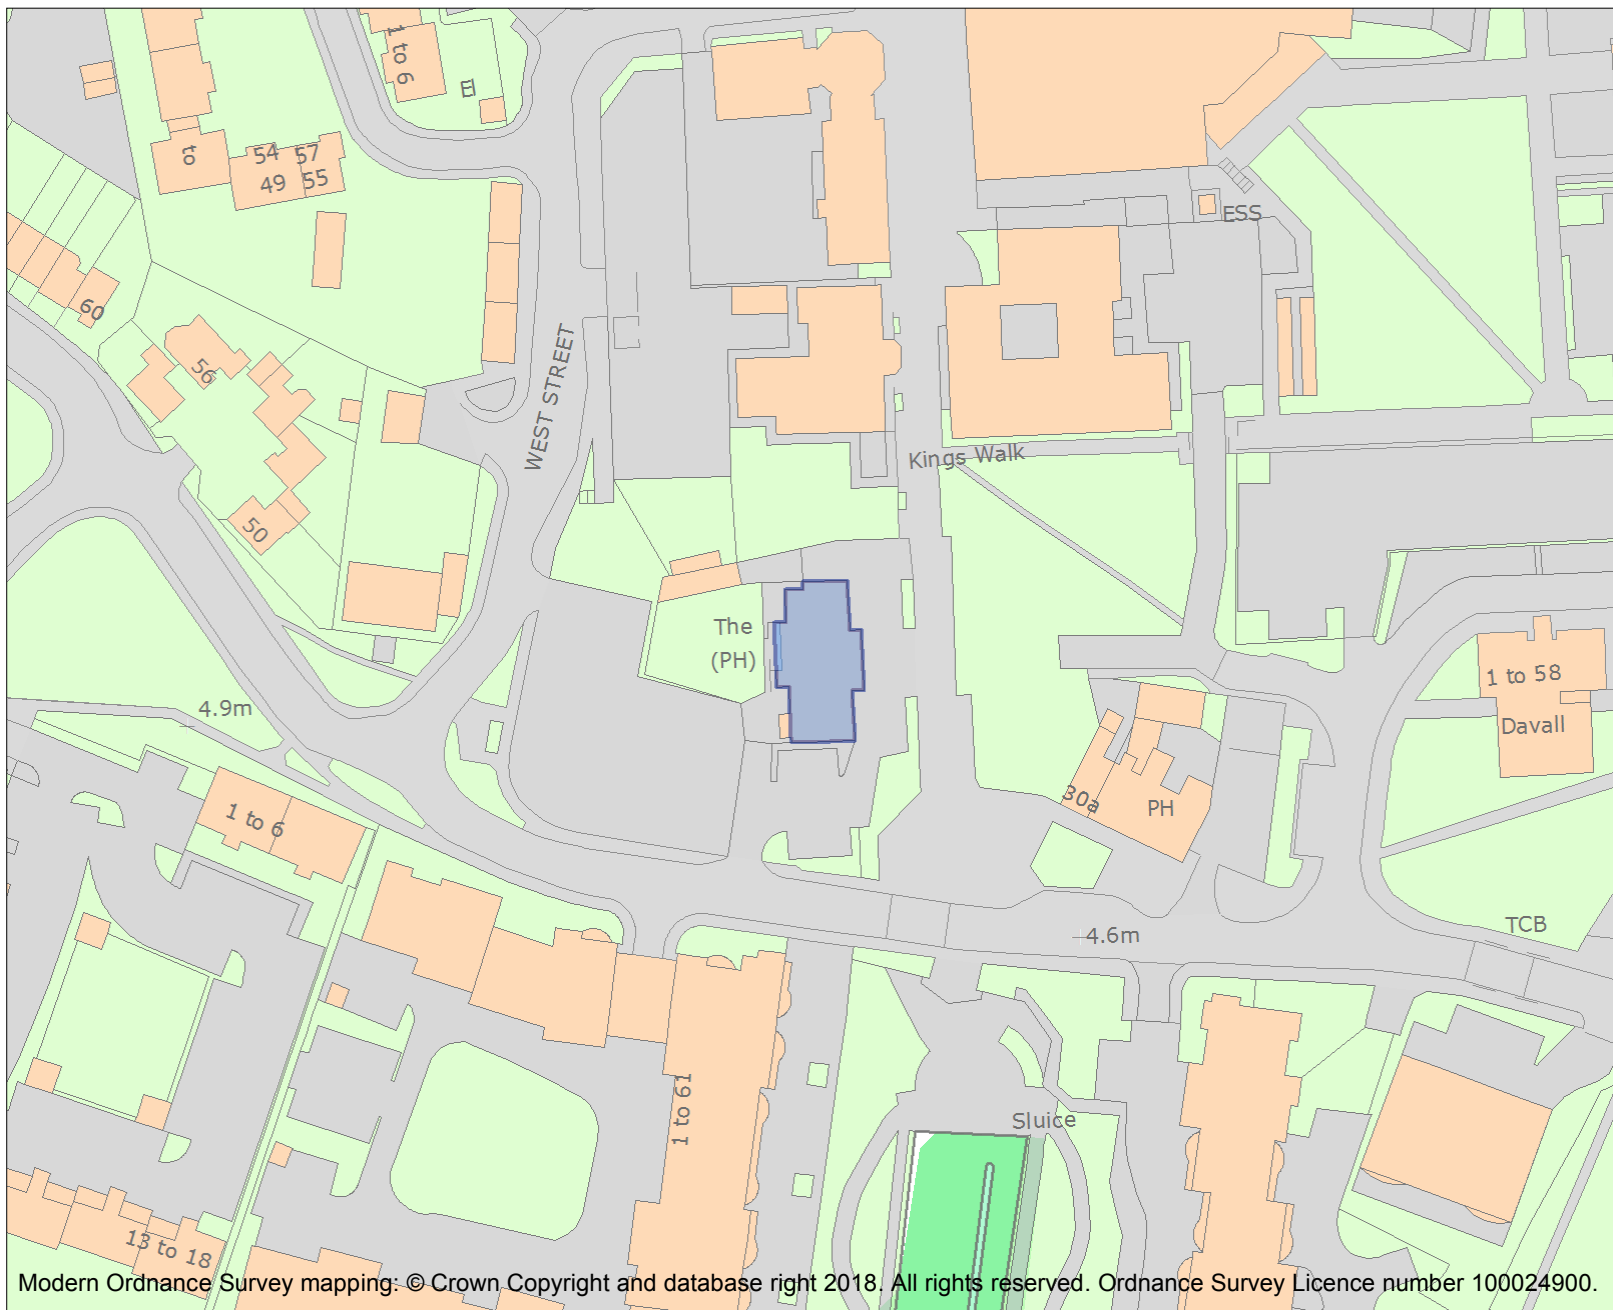 1 to 6
El
to
54 57
49 55
ESS
60
56
WEST STREET
Kings Walk
50
The
(PH)
1 to 58
4.9m
Davall
30a
PH
1 to 6
TCB
4.6m
1 to 61
Sluice
13 to 18
Modern Ordnance Survey mapping: © Crown Copyright and database right 2018. All rights reserved. Ordnance Survey Licence number 100024900.